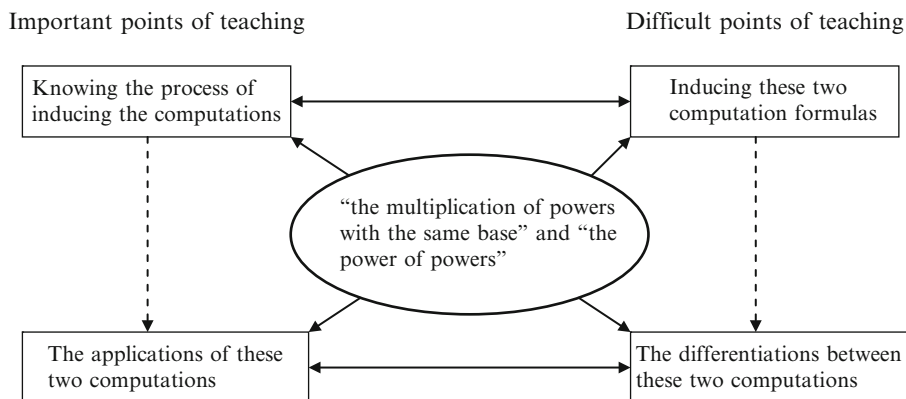 Important points of teaching
Difficult points of teaching
Knowing the process of
inducing the computations
Inducing these two
computation formulas
“the multiplication of powers
with the same base” and “the
power of powers”
The applications of these
two computations
The differentiations between
these two computations